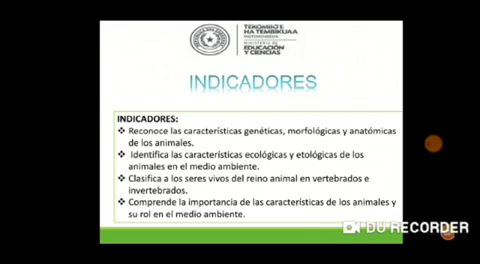 TEKOMBO'E
HA TEMBIKUAA
MINISTERIO DE
EDUCACIÓN
Y CIENCIAS
INDICADORES
INDICADORES:
❖ Reconoce las características genéticas, morfológicas y anatómicas
de los animales.
❖ Identifica las características ecológicas y etológicas de los
animales en el medio ambiente.
❖ Clasifica a los seres vivos del reino animal en vertebrados e
invertebrados.
❖ Comprende la importancia de las características de los animales y
su rol en el medio ambiente.
DU RECORDER